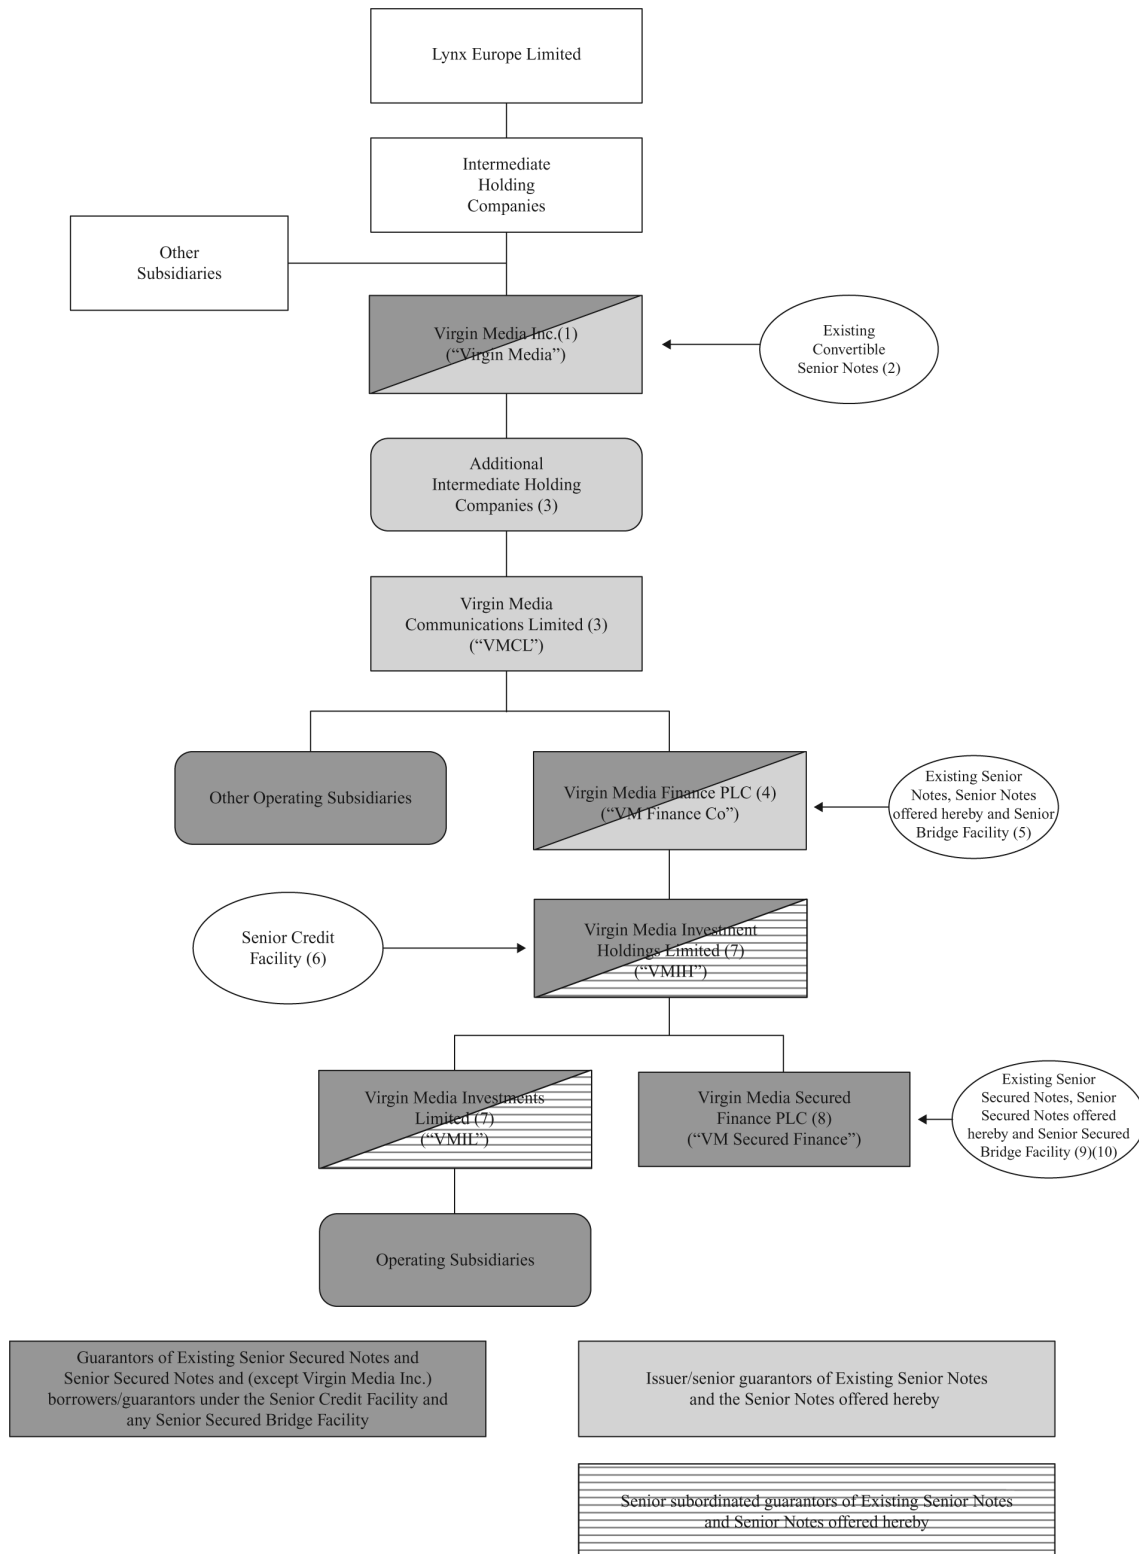 Lynx Europe Limited
Intermediate
Holding
Companies
Other
Subsidiaries
Virgin Media Inc.(1)
(“Virgin Media”)
Existing
Convertible
Senior Notes (2)
Additional
Intermediate Holding
Companies (3)
Virgin Media
Communications Limited (3)
(“VMCL”)
Other Operating Subsidiaries
Virgin Media Finance PLC (4)
(“VM Finance Co”)
Existing Senior
Notes, Senior Notes
offered hereby and Senior
Bridge Facility (5)
Senior Credit
Facility (6)
Virgin Media Investment
Holdings Limited (7)
(“VMIH”)
Virgin Media Investments
Limited (7)
(“VMIL”)
Virgin Media Secured
Finance PLC (8)
(“VM Secured Finance”)
Existing Senior
Secured Notes, Senior
Secured Notes offered
hereby and Senior Secured
Bridge Facility (9)(10)
Operating Subsidiaries
Guarantors of Existing Senior Secured Notes and
Senior Secured Notes and (except Virgin Media Inc.)
borrowers/guarantors under the Senior Credit Facility and
any Senior Secured Bridge Facility
Issuer/senior guarantors of Existing Senior Notes
and the Senior Notes offered hereby
Senior subordinated guarantors of Existing Senior Notes
and Senior Notes offered hereby